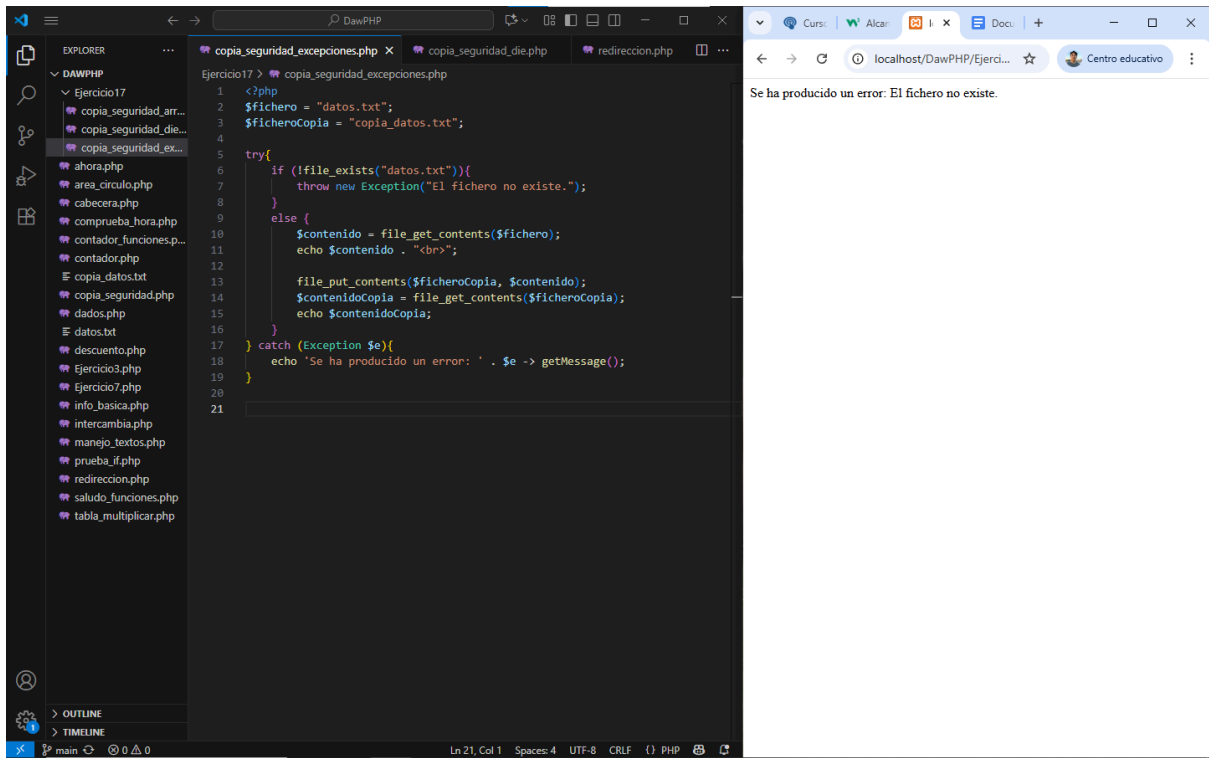 DawPHP
EXPLORER
DAWPHP
Ejercicio17
copia_seguridad_arr...
copia_seguridad_die...
copia_seguridad_ex...
ahora.php
area_circulo.php
cabecera.php
comprueba_hora.php
contador_funciones.p...
contador.php
copia_datos.txt
copia_seguridad.php
dados.php
datos.txt
descuento.php
Ejercicio3.php
Ejercicio7.php
info_basica.php
intercambia.php
manejo_textos.php
prueba_if.php
redireccion.php
saludo_funciones.php
tabla_multiplicar.php
OUTLINE
TIMELINE
copia_seguridad_excepciones.php copia_seguridad_die.php redireccion.php
Ejercicio17 > copia_seguridad_excepciones.php
1 <?php
2 $fichero = "datos.txt";
3 $ficheroCopia = "copia_datos.txt";
4
5 try{
6 if (!file_exists("datos.txt")){
7 throw new Exception("El fichero no existe.");
8 }
9 else {
10 $contenido = file_get_contents($fichero);
11 echo $contenido . "<br>";
12
13 file_put_contents($ficheroCopia, $contenido);
14 $contenidoCopia = file_get_contents($ficheroCopia);
15 echo $contenidoCopia;
16 }
17 } catch (Exception $e){
18 echo 'Se ha producido un error: ' . $e -> getMessage();
19 }
20
21
1
main 0 0 Ln 21, Col 1 Spaces: 4 UTF-8 CRLF {} PHP
Curso Alcar Docu
localhost/DawPHP/Ejerci... Centro educativo
Se ha producido un error: El fichero no existe.